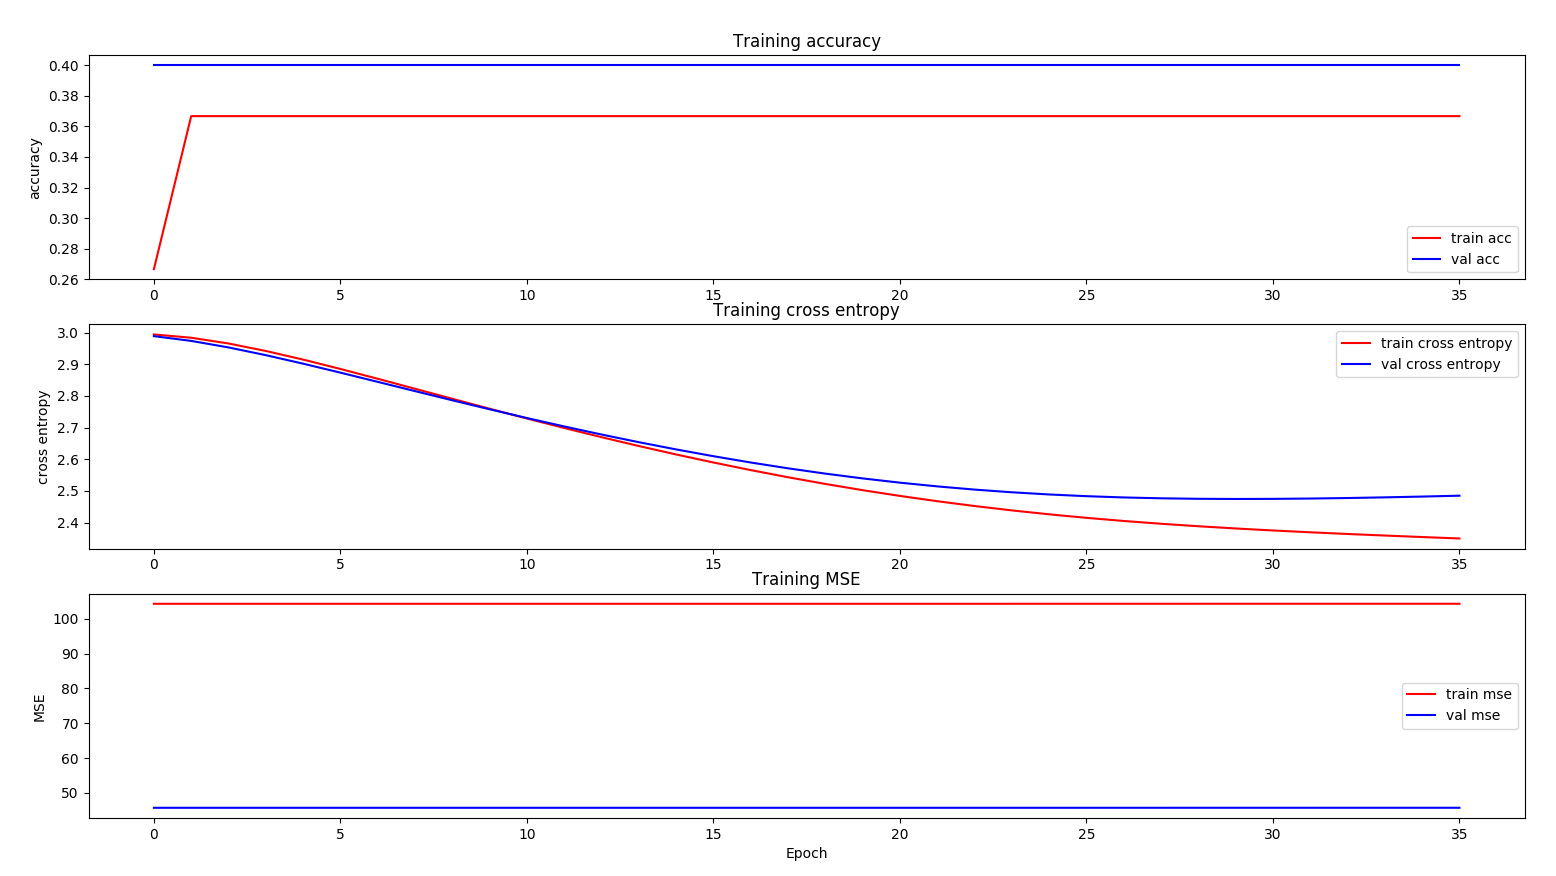 Training accuracy
accuracy
0.40
0.38
0.36
0.34
0.32
0.30
0.28
0.26
train acc
val acc
0 5 10 15 20 25 30 35
Training cross entropy
cross entropy
3.0
2.9
2.8
2.7
2.6
2.5
2.4
train cross entropy
val cross entropy
0 5 10 15 20 25 30 35
Training MSE
MSE
100
90
80
70
60
50
train mse
val mse
0 5 10 15 20 25 30 35
Epoch